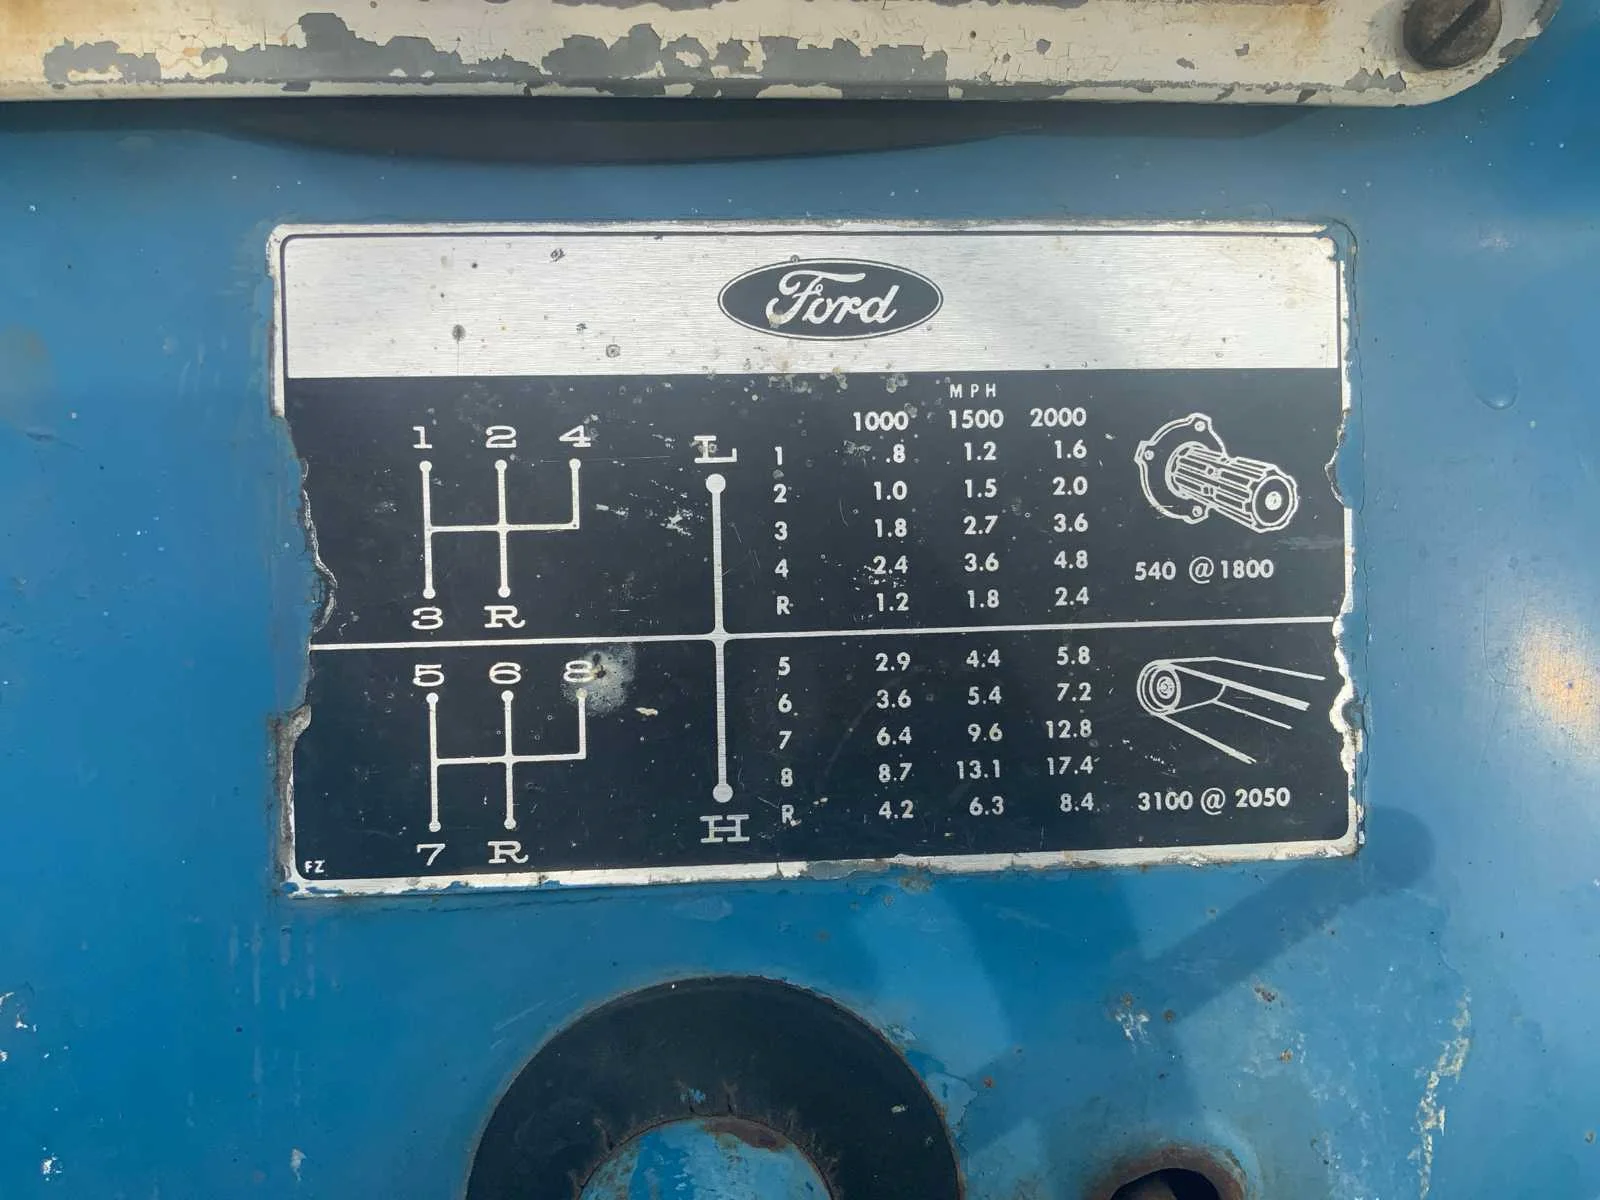 Ford
MPH
1000 1500 2000
1 2 4 L 1 .8 1.2 1.6
2 1.0 1.5 2.0
3 1.8 2.7 3.6
4 2.4 3.6 4.8 540 @ 1800
3 R R 1.2 1.8 2.4
5 6 8 5 2.9 4.4 5.8
6 3.6 5.4 7.2
7 6.4 9.6 12.8
8 8.7 13.1 17.4
R 4.2 6.3 8.4 3100 @ 2050
7 R H
FZ